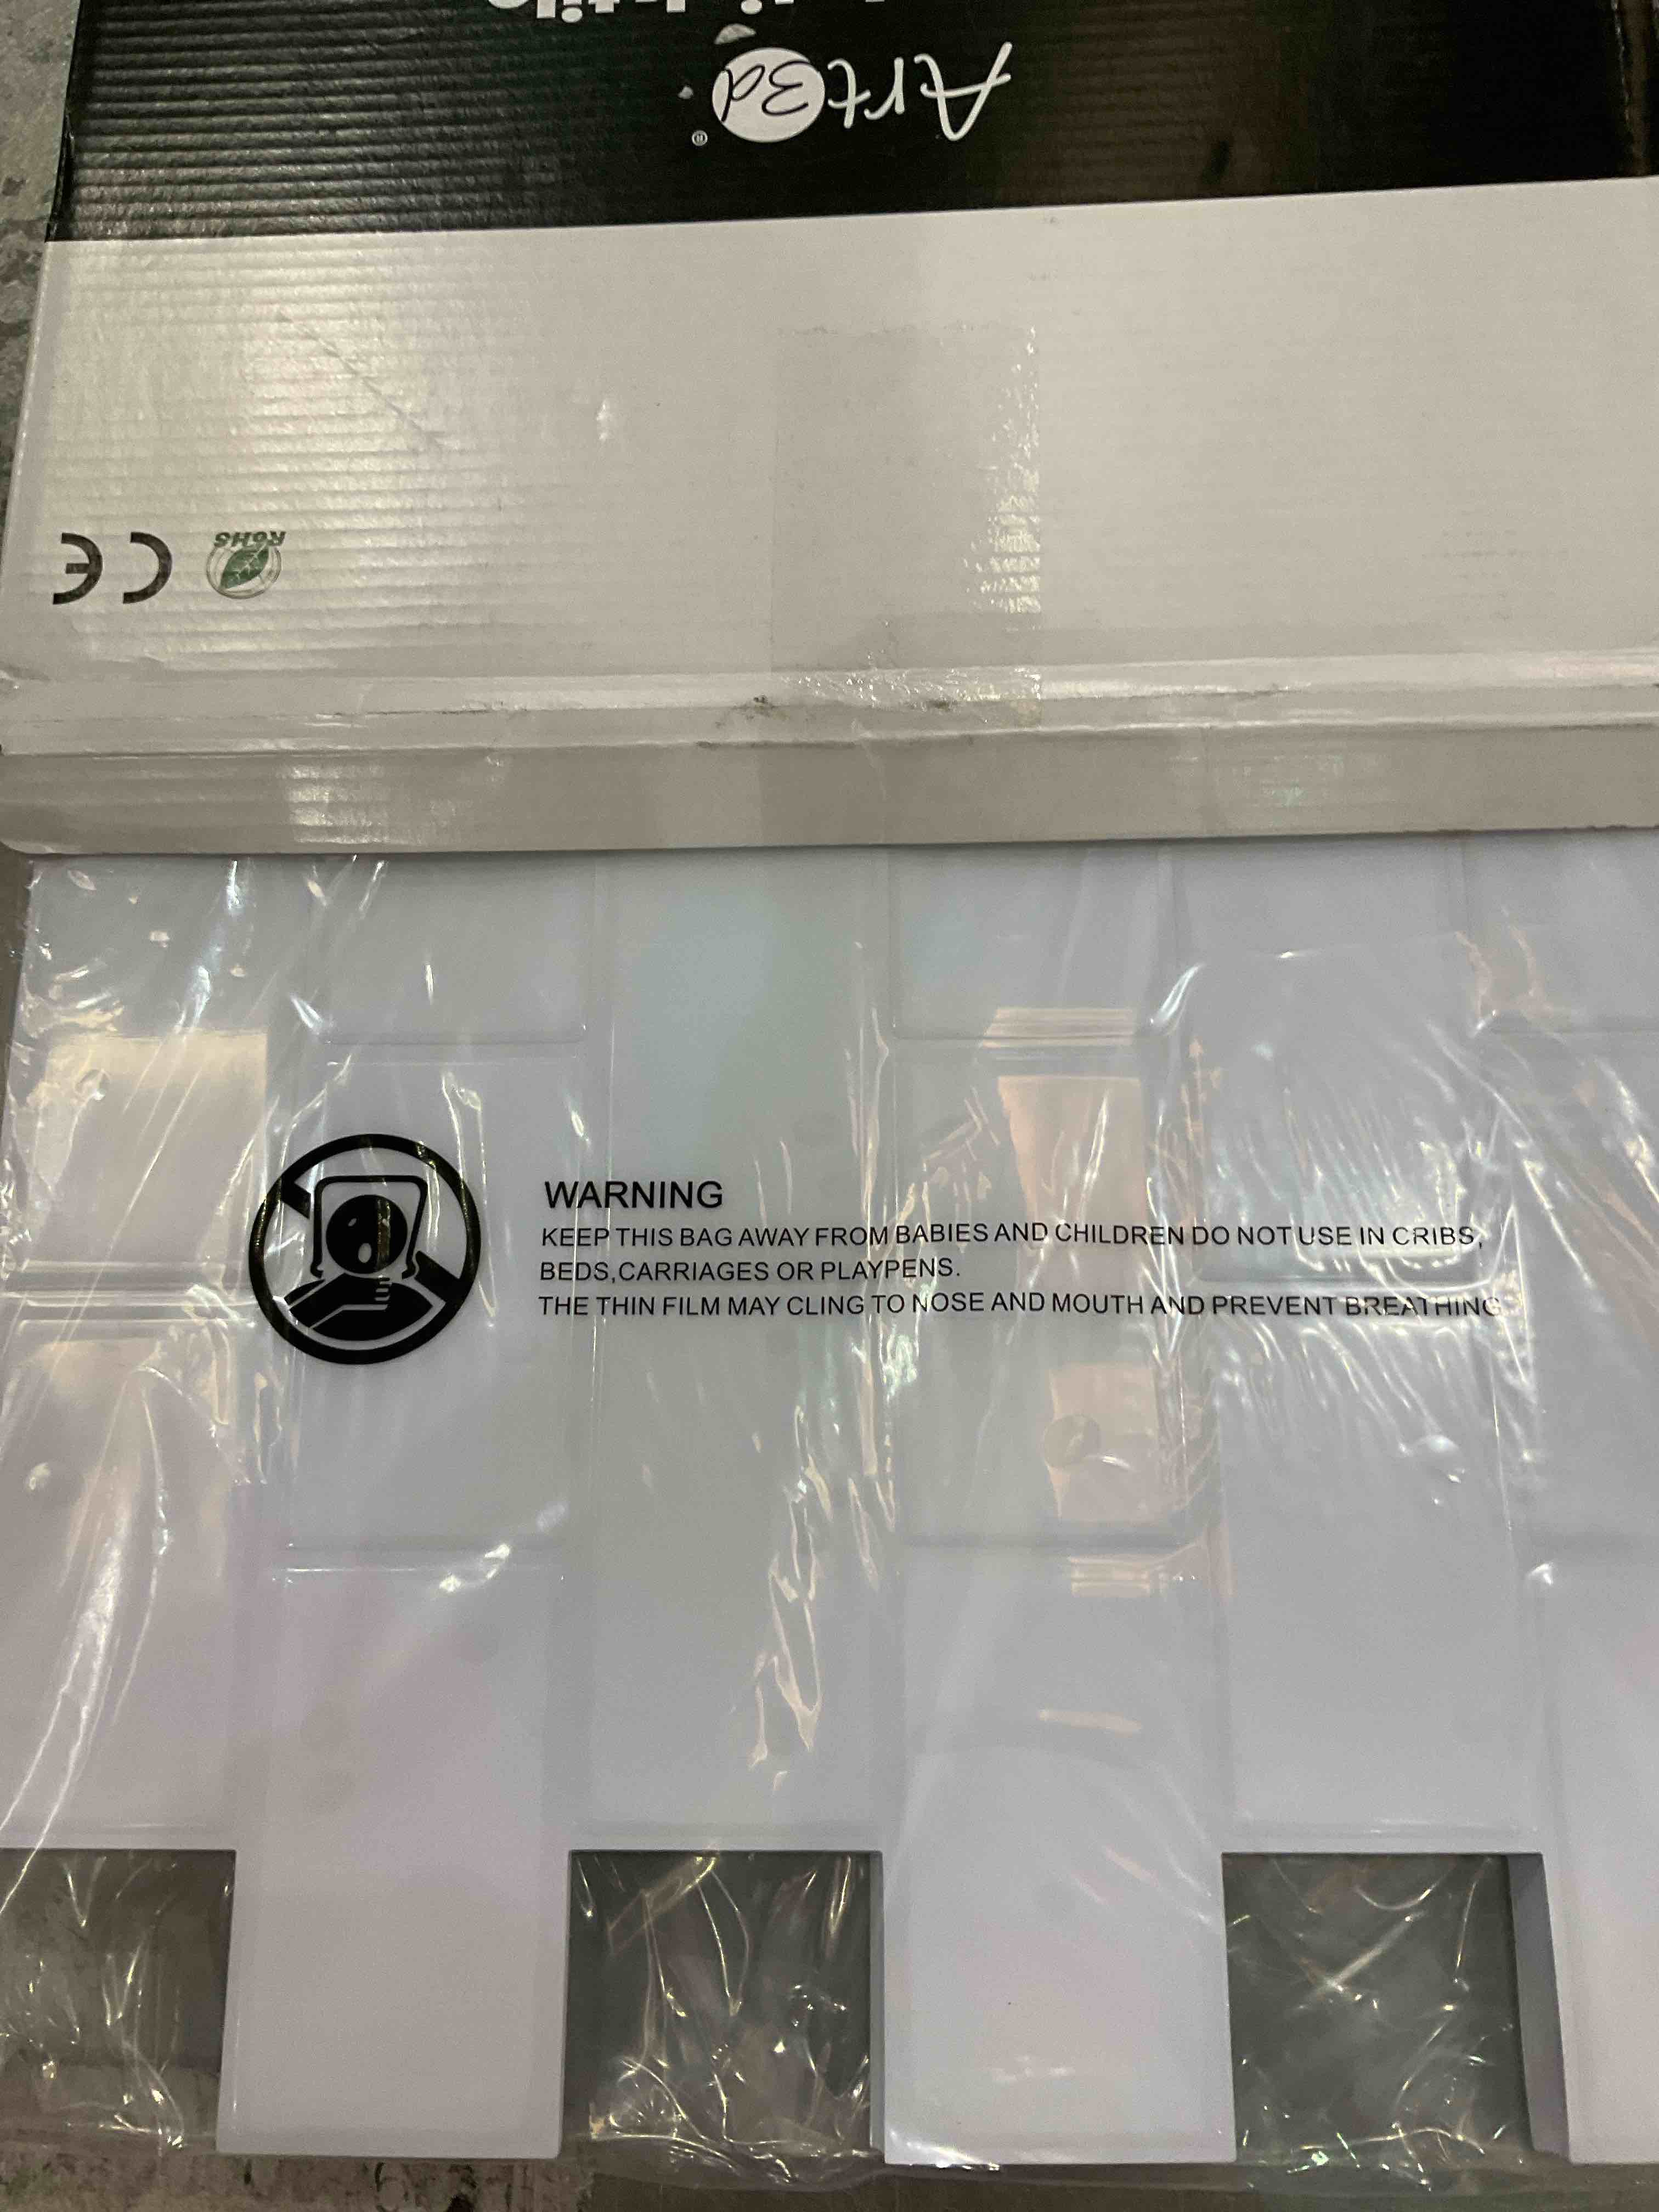 Art3d
®
RoHS
CE
WARNING
KEEP THIS BAG AWAY FROM BABIES AND CHILDREN DO NOT USE IN CRIBS,
BEDS,CARRIAGES OR PLAYPENS.
THE THIN FILM MAY CLING TO NOSE AND MOUTH AND PREVENT BREATHING